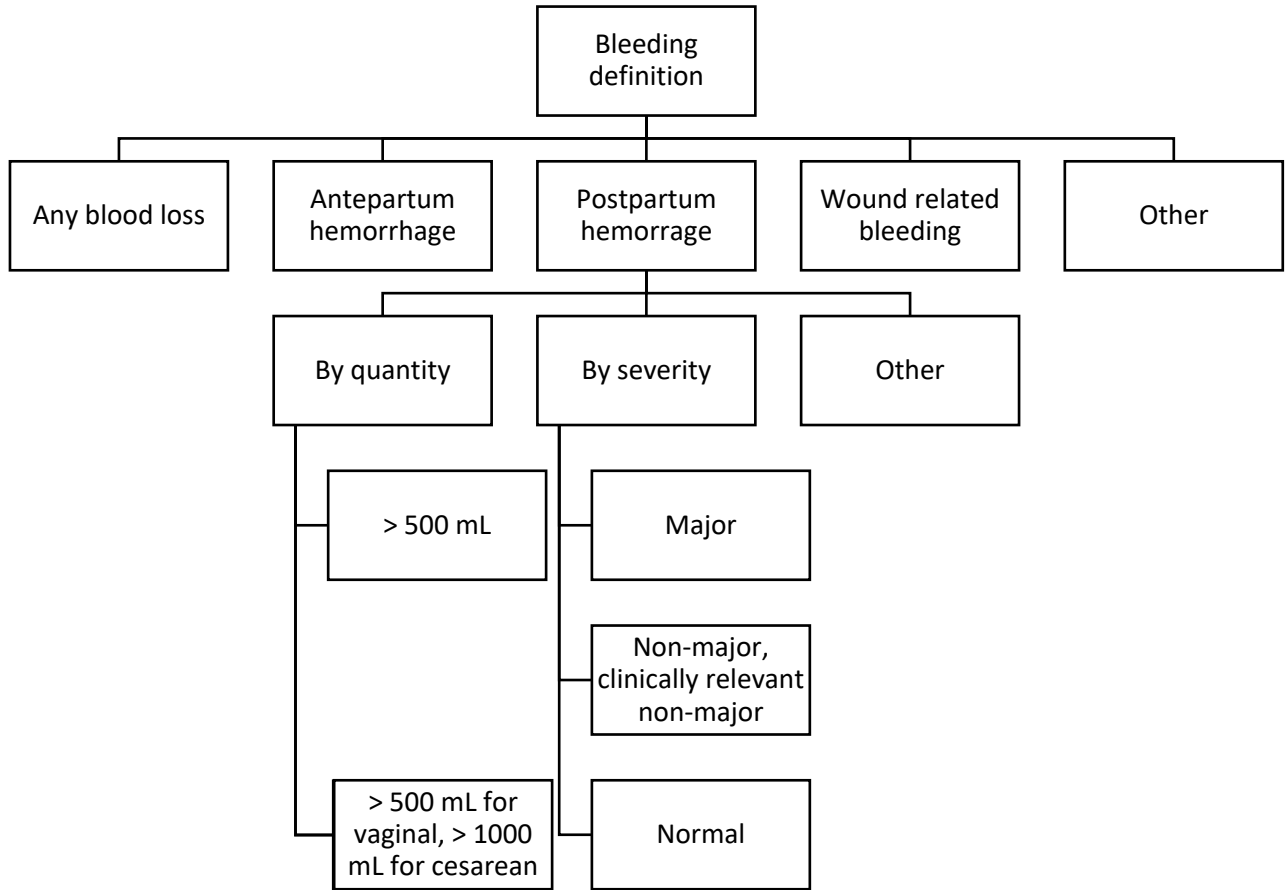 Bleeding
definition
Any blood loss
Antepartum
hemorrhage
Postpartum
hemorrage
Wound related
bleeding
Other
By quantity
By severity
Other
> 500 mL
Major
Non-major,
clinically relevant
non-major
> 500 mL for
vaginal, > 1000
mL for cesarean
Normal